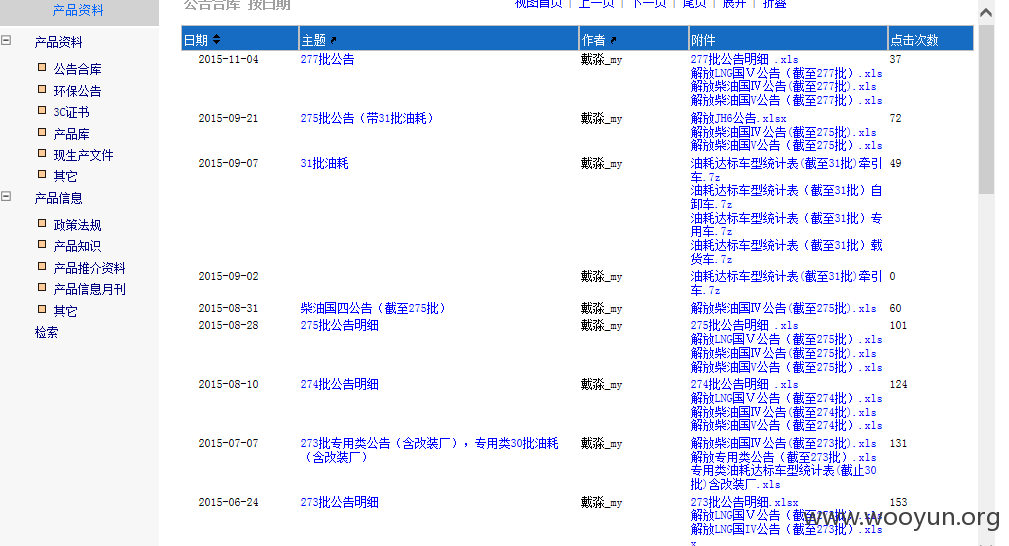 产品资料
公告合库 按日期
视图首页 | 上一页 | 下一页 | 尾页 | 展开 | 折叠
产品资料
公告合库
环保公告
3C证书
产品库
现生产文件
其它
产品信息
政策法规
产品知识
产品推介资料
产品信息月刊
其它
检索
日期 主题 作者 附件 点击次数
2015-11-04 277批公告 戴淼_my 277批公告明细 .xls 37
解放LNG国Ⅴ公告（截至277批）.xls
解放柴油国Ⅳ公告（截至277批).xls
解放柴油国V公告（截至277批）.xls
2015-09-21 275批公告（带31批油耗） 戴淼_my 解放JH6公告.xlsx 72
解放柴油国Ⅳ公告（截至275批).xls
解放柴油国V公告（截至275批）.xls
2015-09-07 31批油耗 戴淼_my 油耗达标车型统计表(截至31批)牵引 49
车.7z
油耗达标车型统计表（截至31批）自
卸车.7z
油耗达标车型统计表（截至31批）专
用车.7z
油耗达标车型统计表（截至31批）载
货车.7z
2015-09-02 戴淼_my 油耗达标车型统计表(截至31批)牵引 0
车.7z
2015-08-31 柴油国四公告（截至275批） 戴淼_my 解放柴油国Ⅳ公告（截至275批).xls 60
2015-08-28 275批公告明细 戴淼_my 275批公告明细 .xls 101
解放LNG国Ⅴ公告（截至275批）.xls
解放柴油国Ⅳ公告（截至275批).xls
解放柴油国V公告（截至275批）.xls
2015-08-10 274批公告明细 戴淼_my 274批公告明细 .xls 124
解放LNG国Ⅴ公告（截至274批）.xls
解放柴油国Ⅳ公告（截至274批).xls
解放柴油国V公告（截至274批）.xls
2015-07-07 273批专用类公告（含改装厂），专用类30批油耗 戴淼_my 解放柴油国Ⅳ公告(截至273批).xls 131
（含改装厂） 解放专用类公告（截至273批）.xls
专用类油耗达标车型统计表(截止30
批)含改装厂.xls
2015-06-24 273批公告明细 戴淼_my 273批公告明细.xlsx 153
解放LNG国Ⅴ公告（截至273批）.xls
解放LNG国IV公告（截至273批）.xls
x
www.wooyun.org